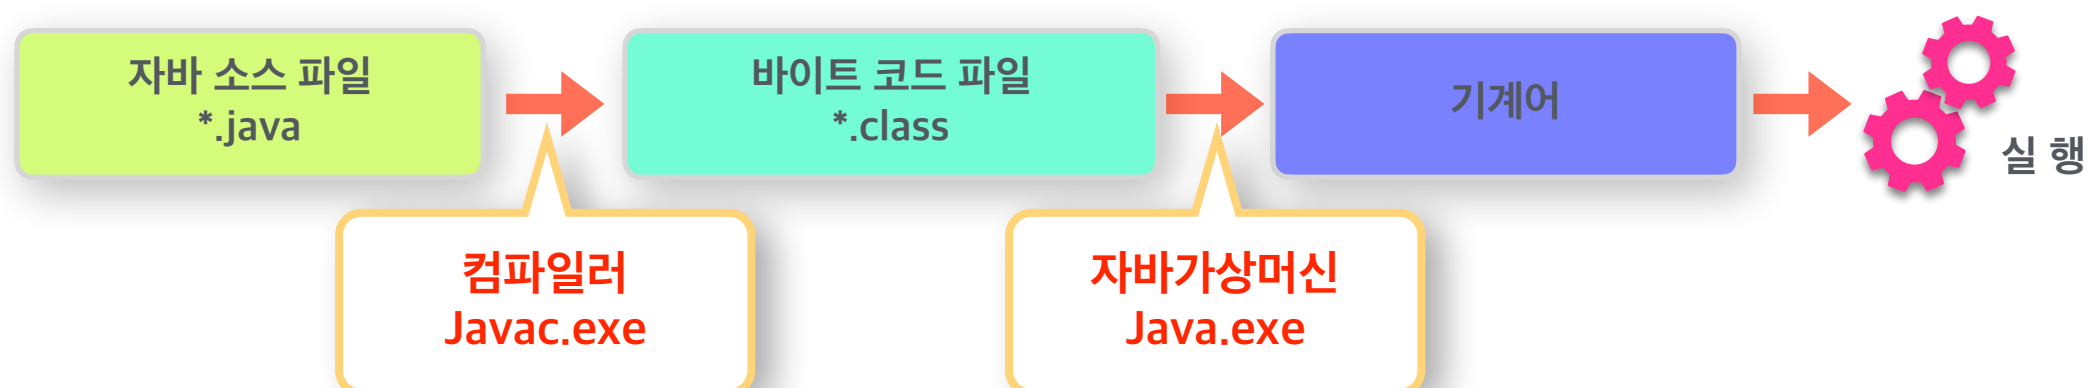 자바 소스 파일
*.java
바이트 코드 파일
*.class
기계어
실 행
컴파일러
Javac.exe
자바가상머신
Java.exe